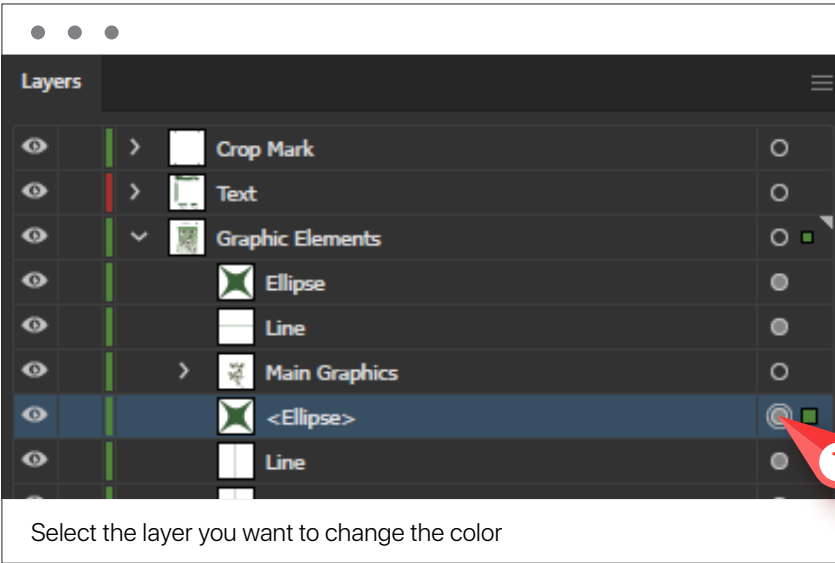 Layers
Crop Mark
Text
Graphic Elements
Ellipse
Line
Main Graphics
<Ellipse>
Line
Select the layer you want to change the color